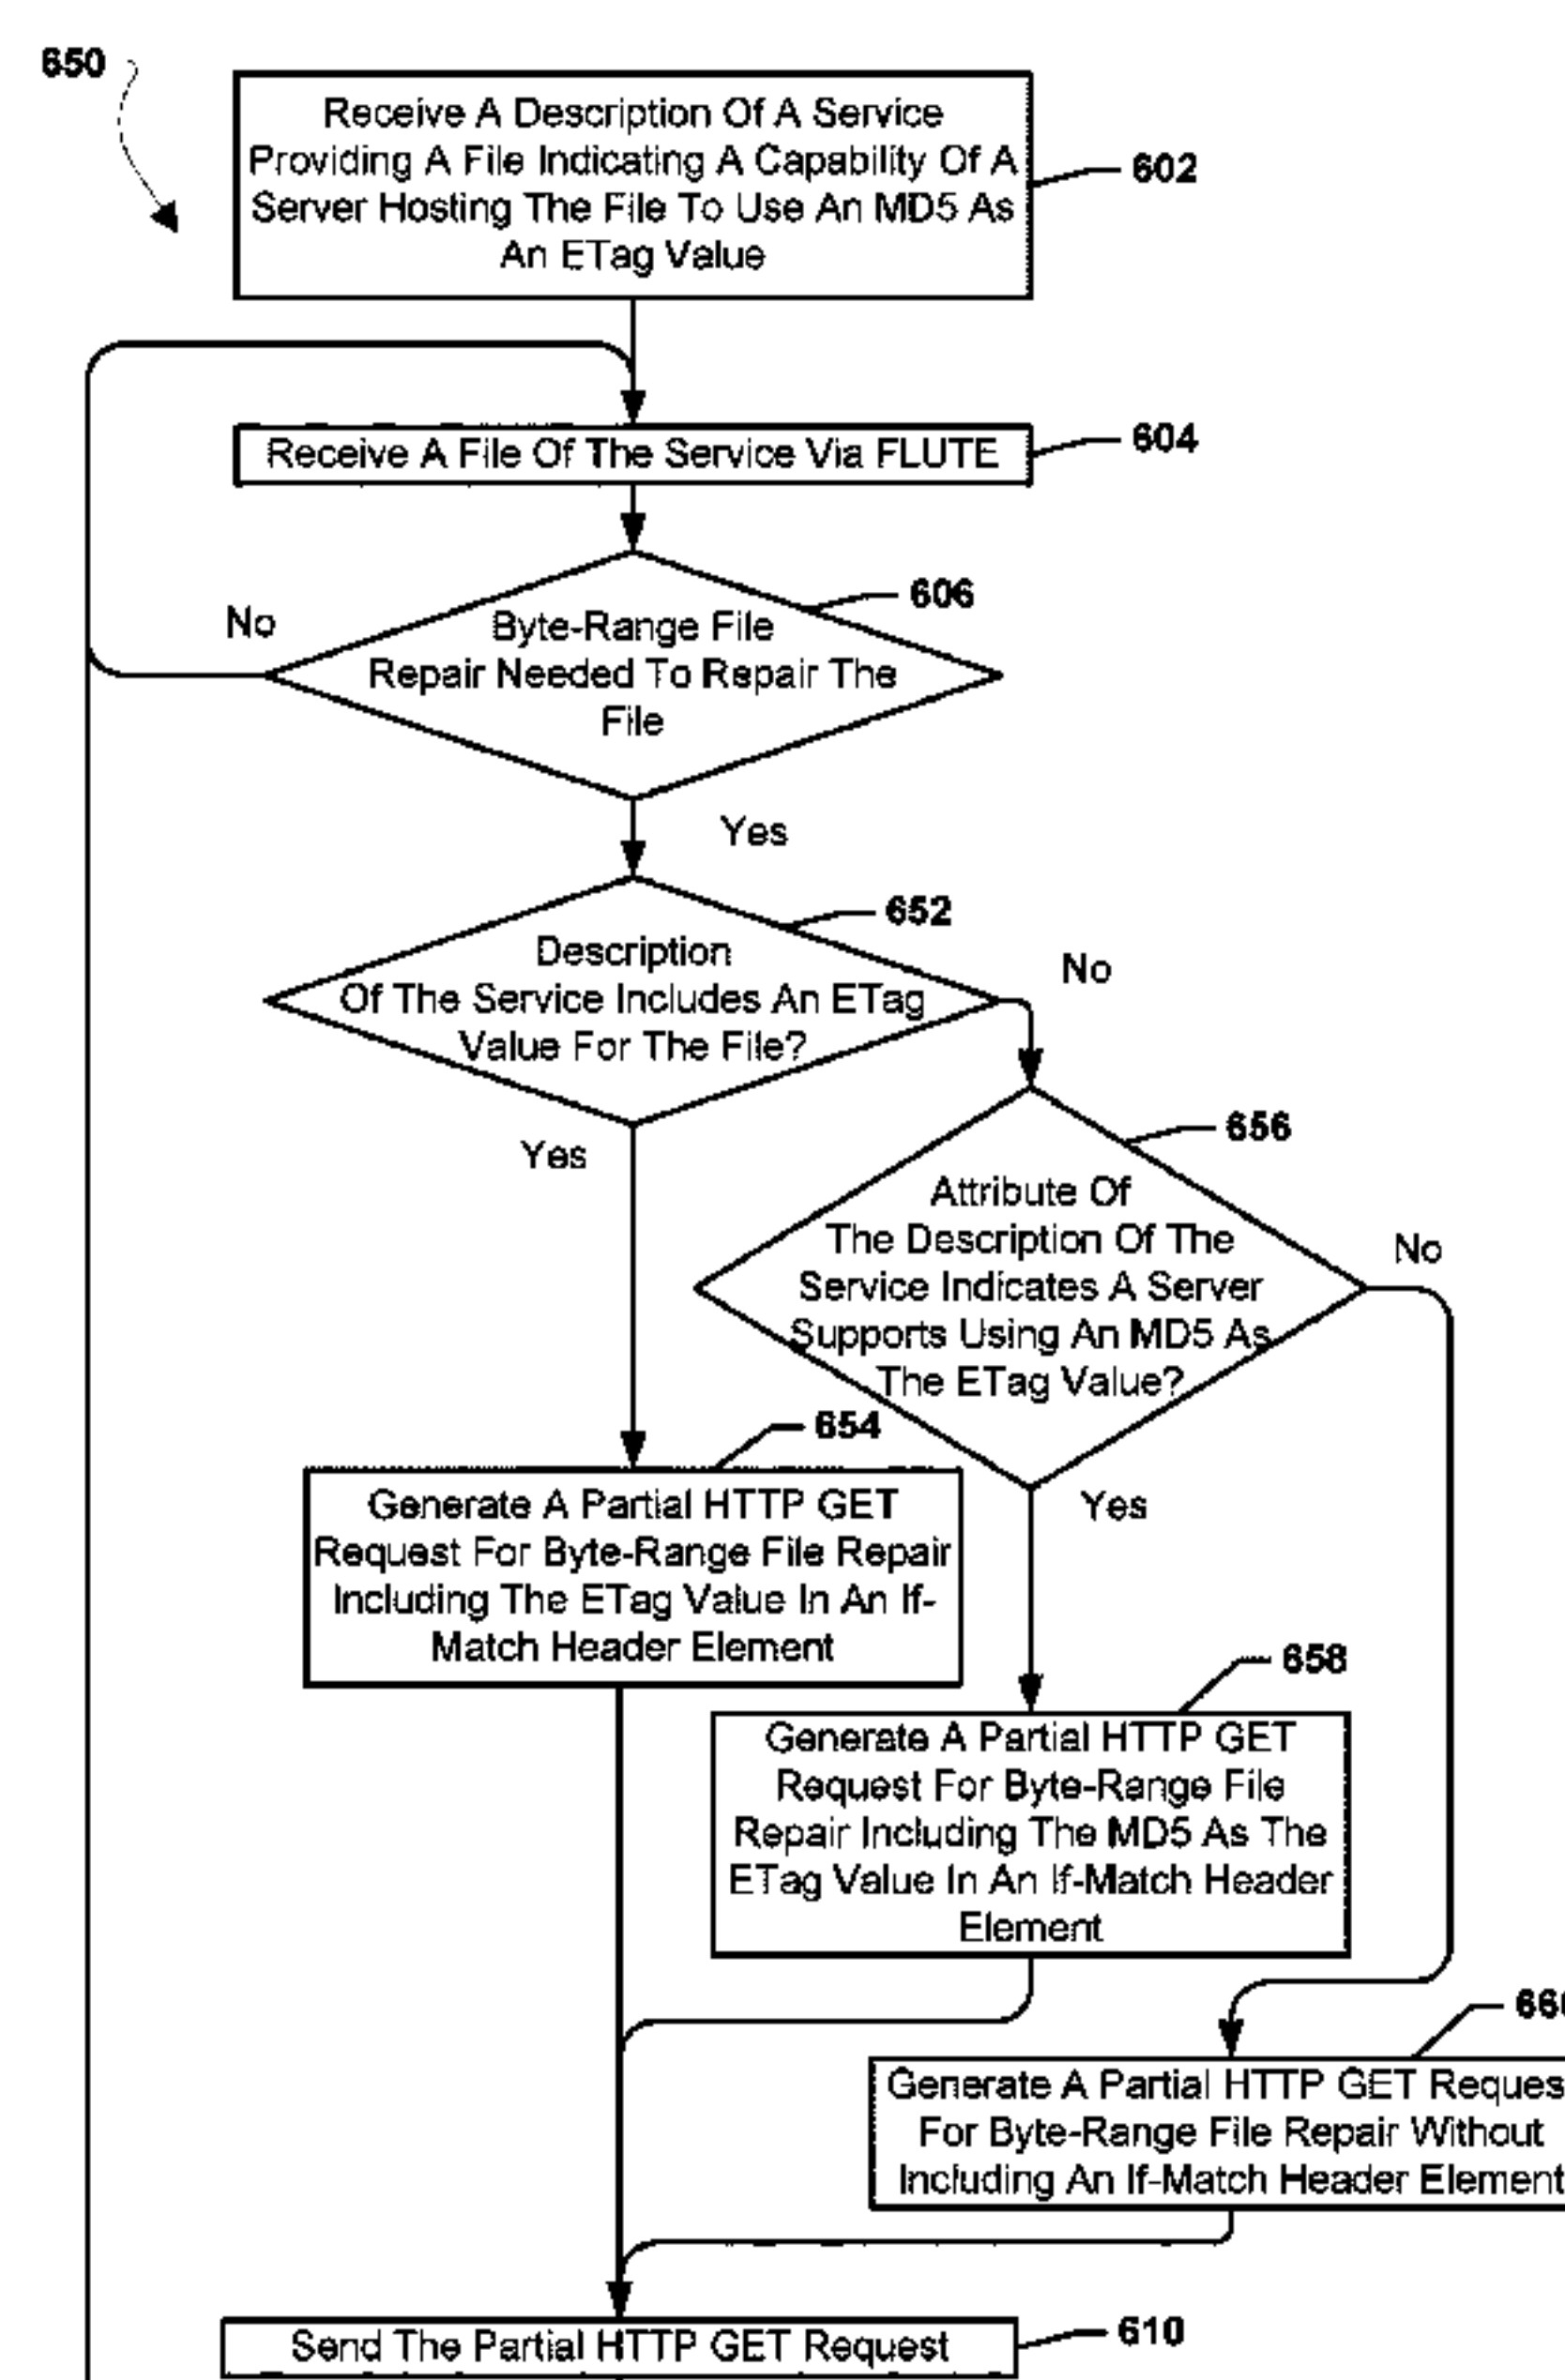 650
Receive A Description Of A Service
Providing A File Indicating A Capability Of A
Server Hosting The File To Use An MD5 As
An ETag Value
602
Receive A File Of The Service Via FLUTE
604
606
No
Byte-Range File
Repair Needed To Repair The
File
Yes
652
Description
Of The Service Includes An ETag
Value For The File?
No
Yes
656
Attribute Of
The Description Of The
Service Indicates A Server
Supports Using An MD5 As
The ETag Value?
No
Yes
654
Generate A Partial HTTP GET
Request For Byte-Range File Repair
Including The ETag Value In An If-
Match Header Element
658
Generate A Partial HTTP GET
Request For Byte-Range File
Repair Including The MD5 As The
ETag Value In An If-Match Header
Element
Generate A Partial HTTP GET
For Byte-Range File Repair Without
Including An If-Match Header Element
Send The Partial HTTP GET Request
610